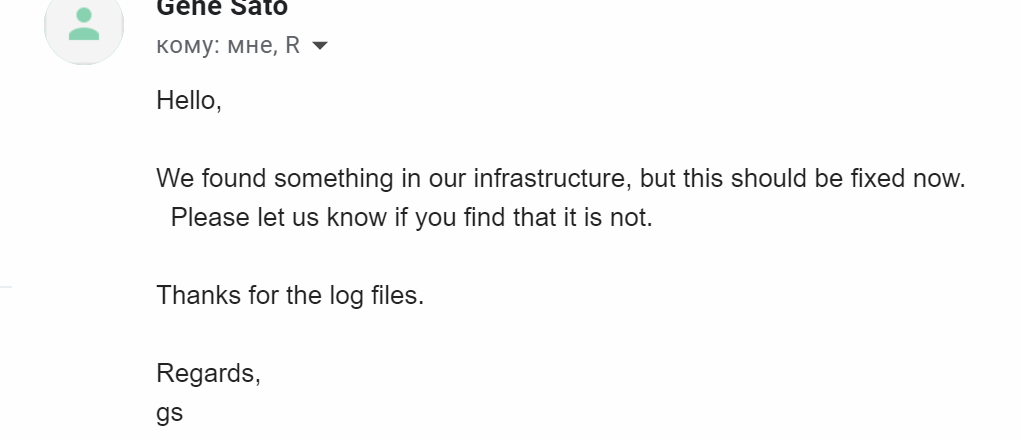 Gene Sato
кому: мне, R
Hello,
We found something in our infrastructure, but this should be fixed now.
Please let us know if you find that it is not.
Thanks for the log files.
Regards,
gs